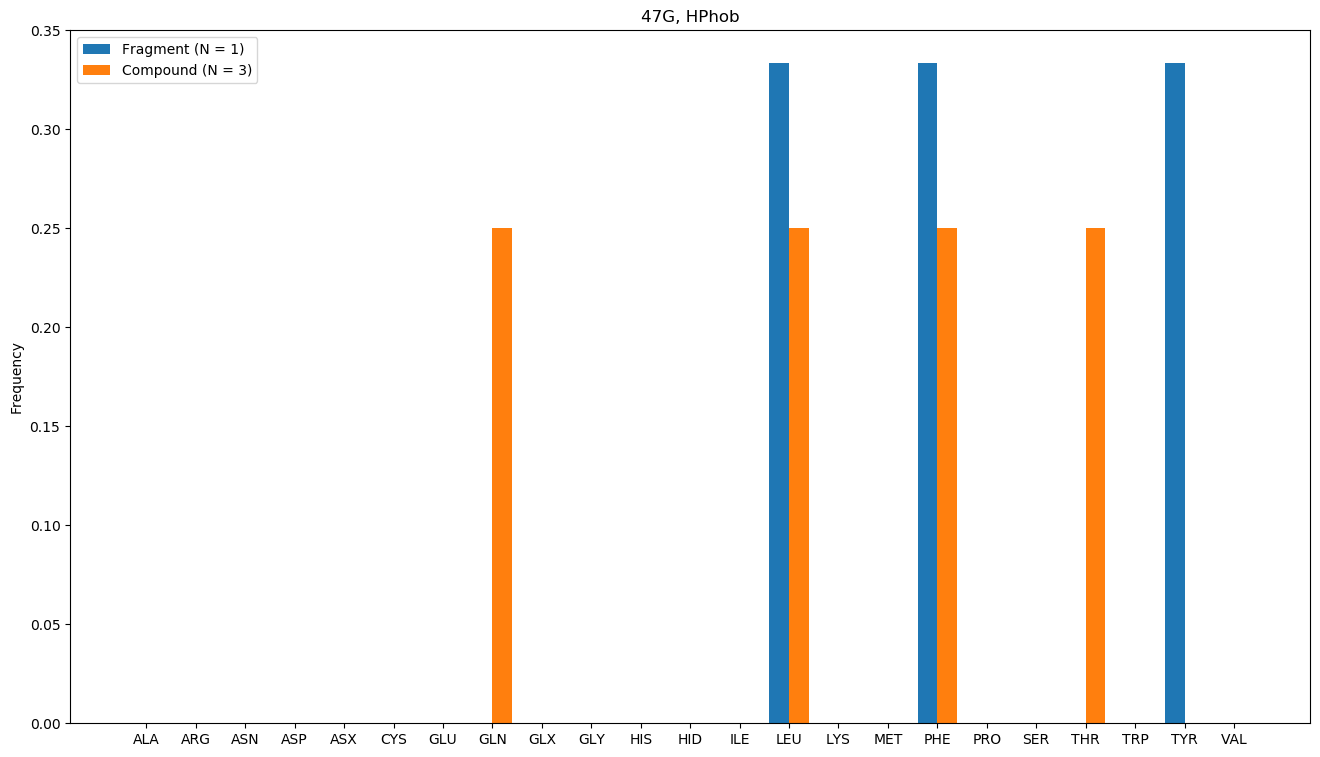 47G, HPhob
Fragment (N = 1)
Compound (N = 3)
Frequency
0.35
0.30
0.25
0.20
0.15
0.10
0.05
0.00
ALA ARG ASN ASP ASX CYS GLU GLN GLX GLY HIS HID ILE LEU LYS MET PHE PRO SER THR TRP TYR VAL